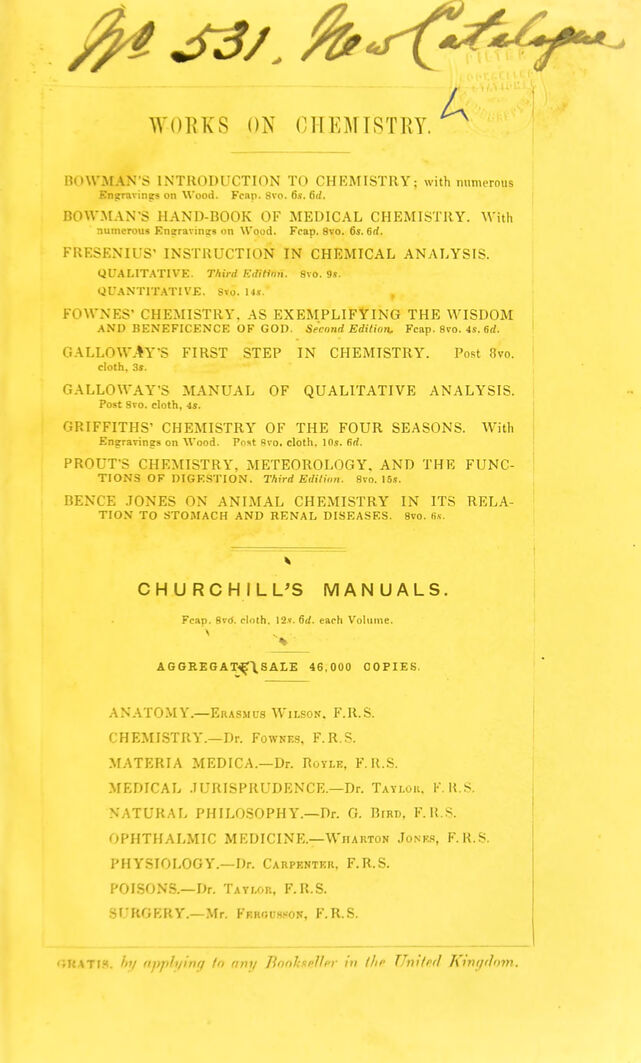 No 531. New Catalogue
WORKS ON CHEMISTRY.
BOWMAN'S INTRODUCTION TO CHEMISTRY; with numerous
Engravings on Wood. Fcap. 8vo. 6s. 6d.
BOWMAN'S HAND-BOOK OF MEDICAL CHEMISTRY. With
numerous Engravings on Wood. Fcap. 8vo. 6s. 6d.
FRESENIUS' INSTRUCTION IN CHEMICAL ANALYSIS.
QUALITATIVE. Third Edition. 8vo. 9s.
QUANTITATIVE. 8vo. 14s.
FOWNES' CHEMISTRY, AS EXEMPLIFYING THE WISDOM
AND BENEFICENCE OF GOD. Second Edition. Fcap. 8vo. 4s. 6d.
GALLOWAY'S FIRST STEP IN CHEMISTRY. Post 8vo.
cloth, 3s.
GALLOWAY'S MANUAL OF QUALITATIVE ANALYSIS.
Post 8vo. cloth, 4s.
GRIFFITHS' CHEMISTRY OF THE FOUR SEASONS. With
Engravings on Wood. Post 8vo. cloth, 10s. 6d.
PROUT'S CHEMISTRY, METEOROLOGY, AND THE FUNC-
TIONS OF DIGESTION. Third Edition. 8vo. 15s.
BENCE JONES ON ANIMAL CHEMISTRY IN ITS RELA-
TION TO STOMACH AND RENAL DISEASES. 8vo. 6s.
CHURCHILL'S MANUALS.
Fcap. 8vo. cloth, 12s. 6d. each Volume.
AGGREGATE SALE 46,000 COPIES.
ANATOMY.—ERASMUS WILSON, F.R.S.
CHEMISTRY.—DR. FOWNES, F.R.S.
MATERIA MEDICA.—DR. ROYLE, F.R.S.
MEDICAL JURISPRUDENCE.—DR. TAYLOR, F.R.S.
NATURAL PHILOSOPHY.—DR. G. BIRD, F.R.S.
OPHTHALMIC MEDICINE.—WHARTON JONES, F.R.S.
PHYSIOLOGY.—DR. CARPENTER, F.R.S.
POISONS.—DR. TAYLOR, F.R.S.
SURGERY.—MR. FERGUSSON, F.R.S.
GRATIS, by applying to any Bookseller in the United Kingdom.